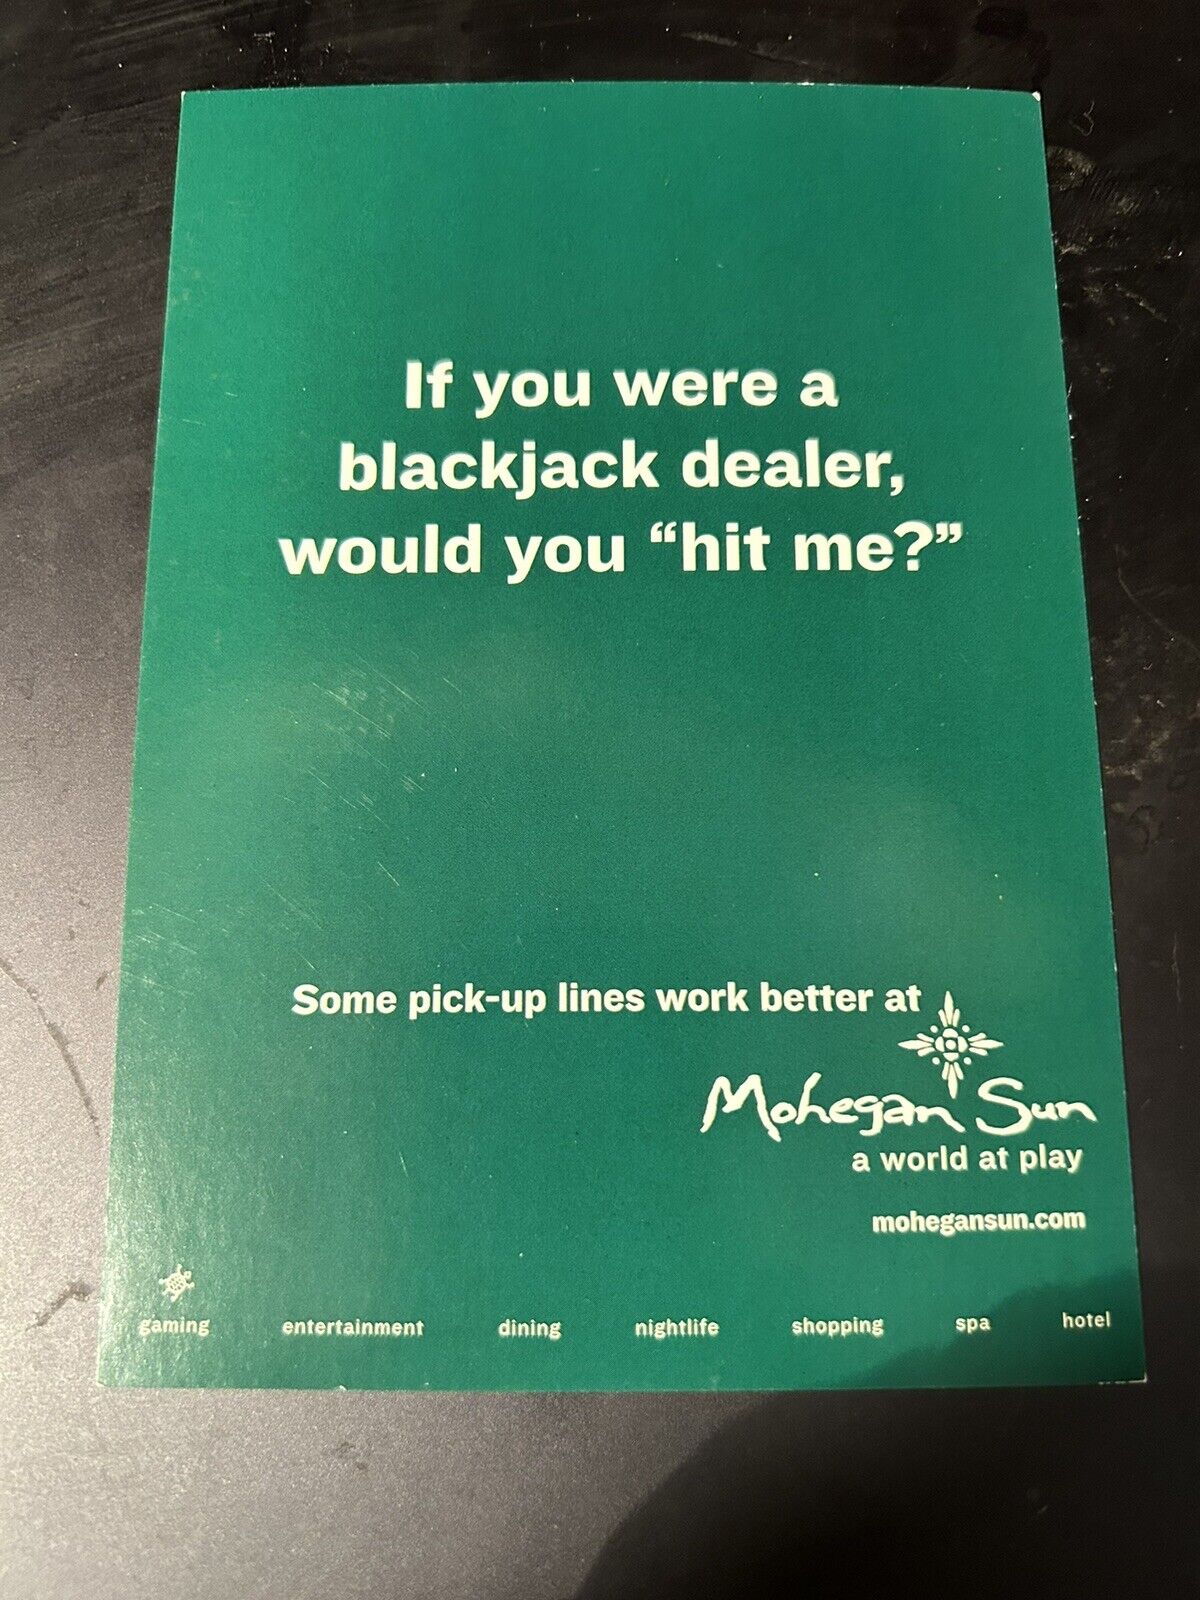 If you were a
blackjack dealer,
would you “hit me?”
Some pick-up lines work better at
Mohegan Sun
a world at play
mohegansun.com
gaming entertainment dining nightlife shopping spa hotel